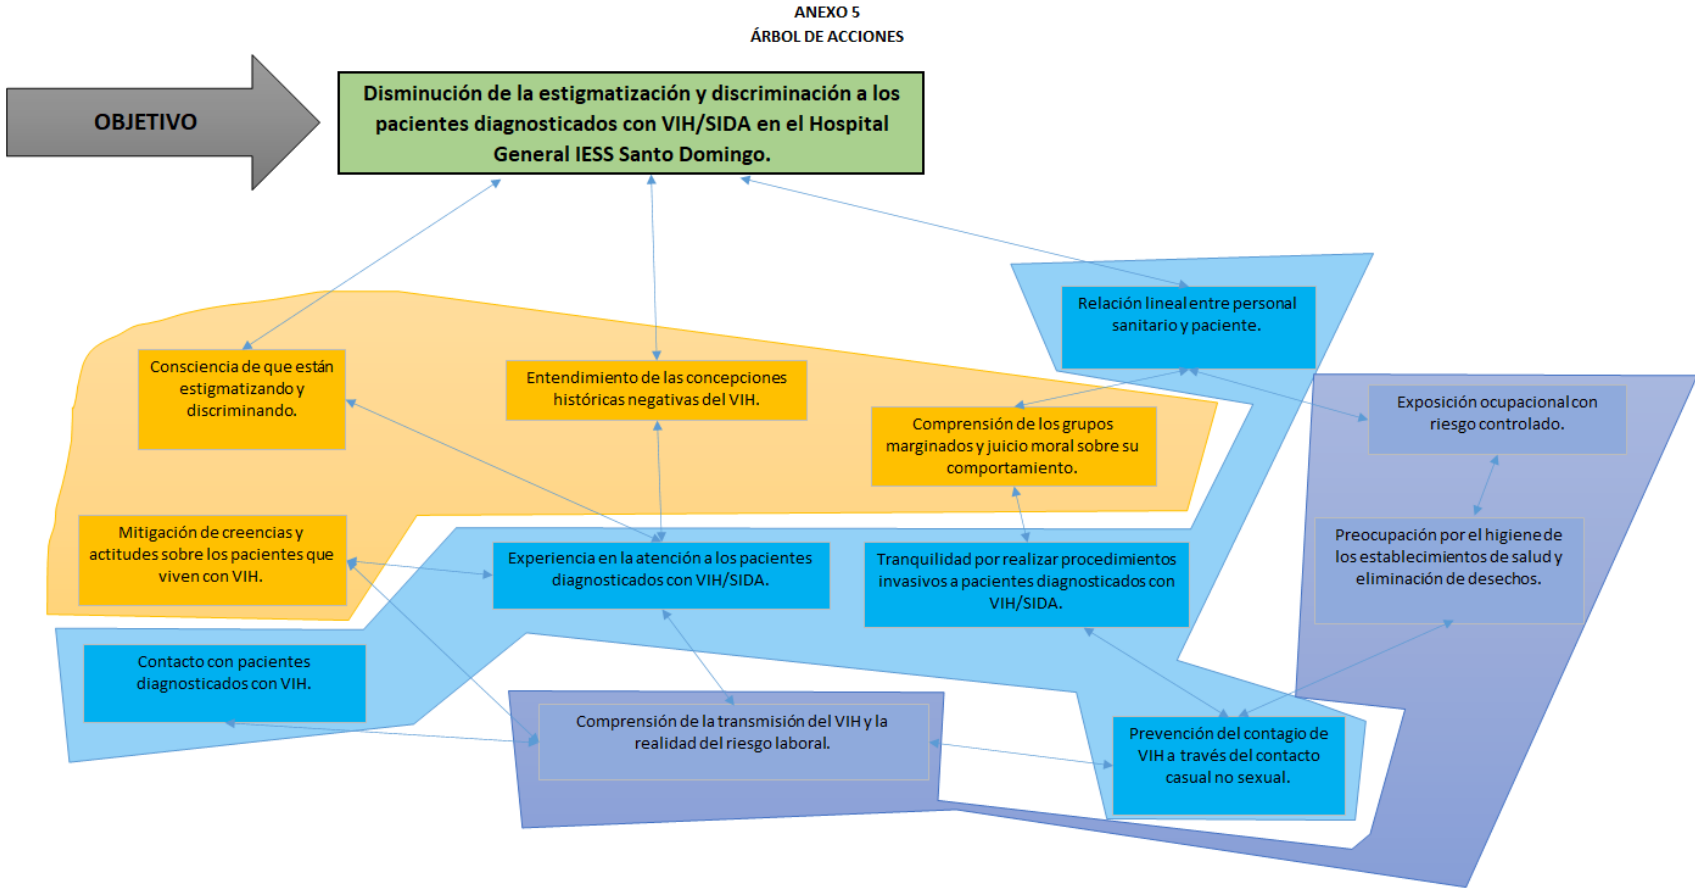 ANEXO 5
ÁRBOL DE ACCIONES
OBJETIVO
Disminución de la estigmatización y discriminación a los
pacientes diagnosticados con VIH/SIDA en el Hospital
General IESS Santo Domingo.
Relación lineal entre personal
sanitario y paciente.
Consciencia de que están
estigmatizando y
discriminando.
Entendimiento de las concepciones
históricas negativas del VIH.
Comprensión de los grupos
marginados y juicio moral sobre su
comportamiento.
Exposición ocupacional con
riesgo controlado.
Mitigación de creencias y
actitudes sobre los pacientes que
viven con VIH.
Experiencia en la atención a los pacientes
diagnosticados con VIH/SIDA.
Tranquilidad por realizar procedimientos
invasivos a pacientes diagnosticados con
VIH/SIDA.
Preocupación por el higiene de
los establecimientos de salud y
eliminación de desechos.
Contacto con pacientes
diagnosticados con VIH.
Comprensión de la transmisión del VIH y la
realidad del riesgo laboral.
Prevención del contagio de
VIH a través del contacto
casual no sexual.